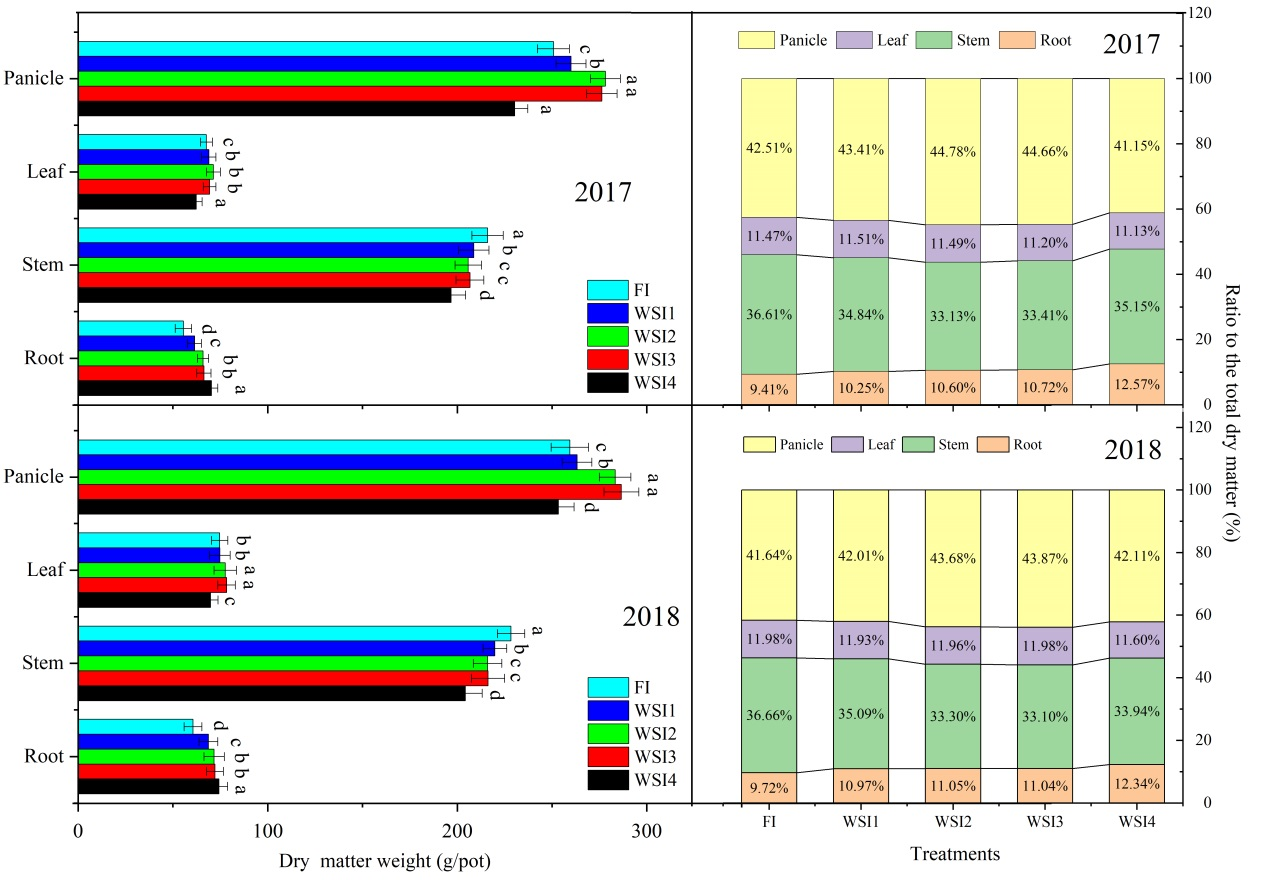 Panicle
c
b
a
a
a
Leaf
c
b
b
b
a
2017
Stem
a
b
c
c
d
FI
WSI1
WSI2
WSI3
WSI4
Root
d
c
b
b
a
Panicle
c
b
a
a
d
Leaf
b
b
a
a
c
2018
Stem
a
b
c
c
d
FI
WSI1
WSI2
WSI3
WSI4
Root
d
c
b
b
a
0 100 200 300
Dry matter weight (g/pot)
Panicle Leaf Stem Root 2017
42.51% 43.41% 44.78% 44.66% 41.15%
11.47% 11.51% 11.49% 11.20% 11.13%
36.61% 34.84% 33.13% 33.41% 35.15%
9.41% 10.25% 10.60% 10.72% 12.57%
120
100
80
60
40
20
0
Panicle Leaf Stem Root 2018
41.64% 42.01% 43.68% 43.87% 42.11%
11.98% 11.93% 11.96% 11.98% 11.60%
36.66% 35.09% 33.30% 33.10% 33.94%
9.72% 10.97% 11.05% 11.04% 12.34%
120
100
80
60
40
20
0
FI WSI1 WSI2 WSI3 WSI4
Treatments
Ratio to the total dry matter (%)